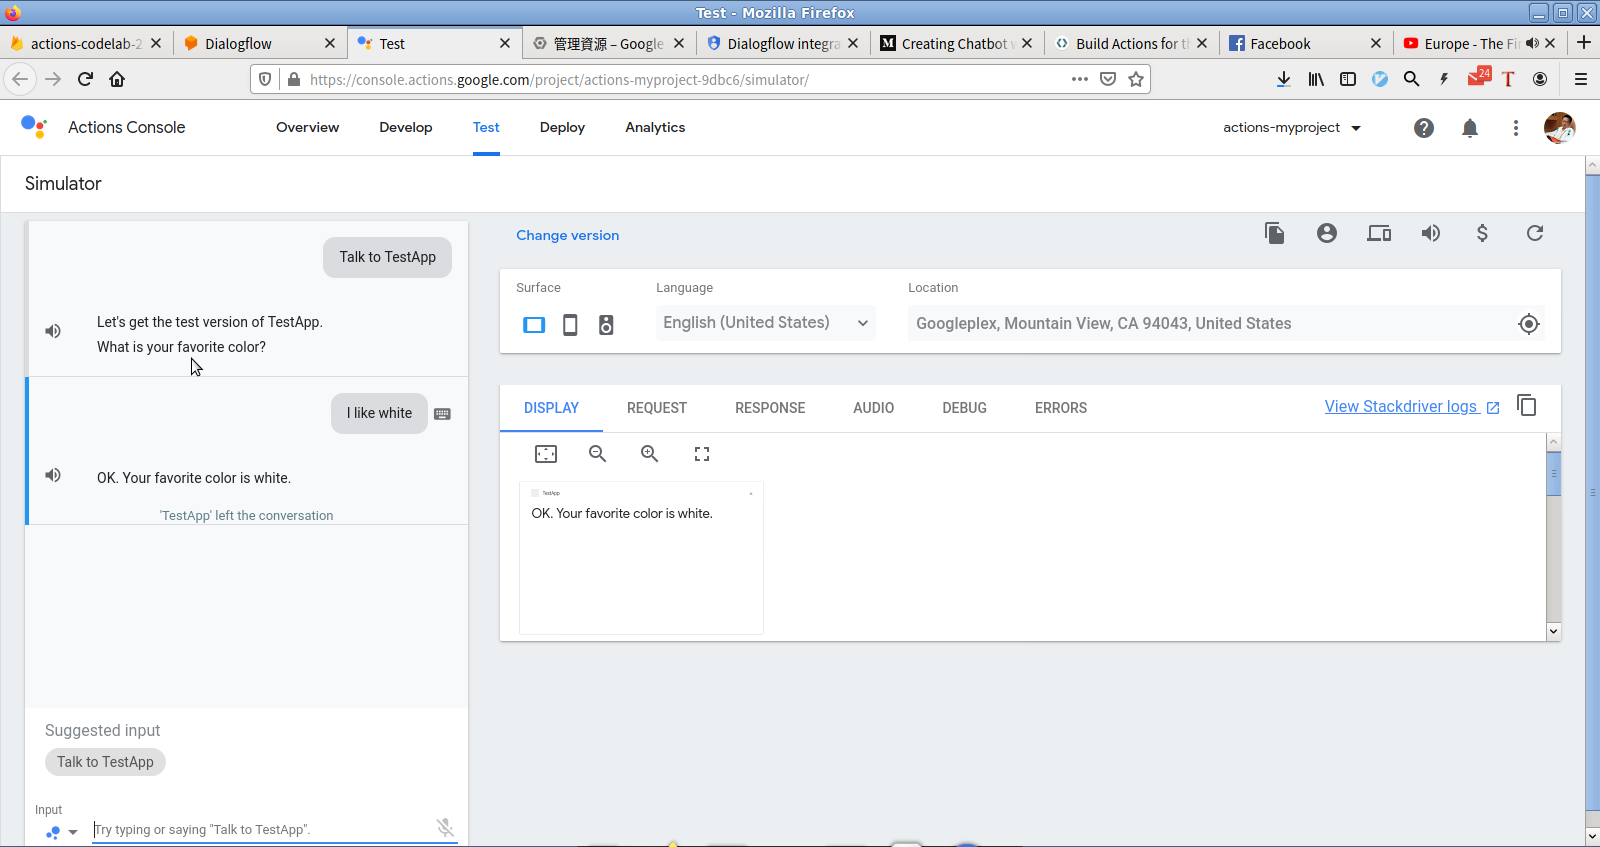 Test - Mozilla Firefox
actions-codelab-2
Dialogflow
Test
管理資源 – Google
Dialogflow integra
Creating Chatbot w
Build Actions for t
Facebook
Europe - The Fi
https://console.actions.google.com/project/actions-myproject-9dbc6/simulator/
24
Actions Console
Overview
Develop
Test
Deploy
Analytics
actions-myproject
Simulator
Talk to TestApp
Let's get the test version of TestApp.
What is your favorite color?
I like white
OK. Your favorite color is white.
'TestApp' left the conversation
Suggested input
Talk to TestApp
Input
Try typing or saying "Talk to TestApp".
Change version
Surface
Language
Location
English (United States)
Googleplex, Mountain View, CA 94043, United States
DISPLAY
REQUEST
RESPONSE
AUDIO
DEBUG
ERRORS
View Stackdriver logs
TestApp
OK. Your favorite color is white.